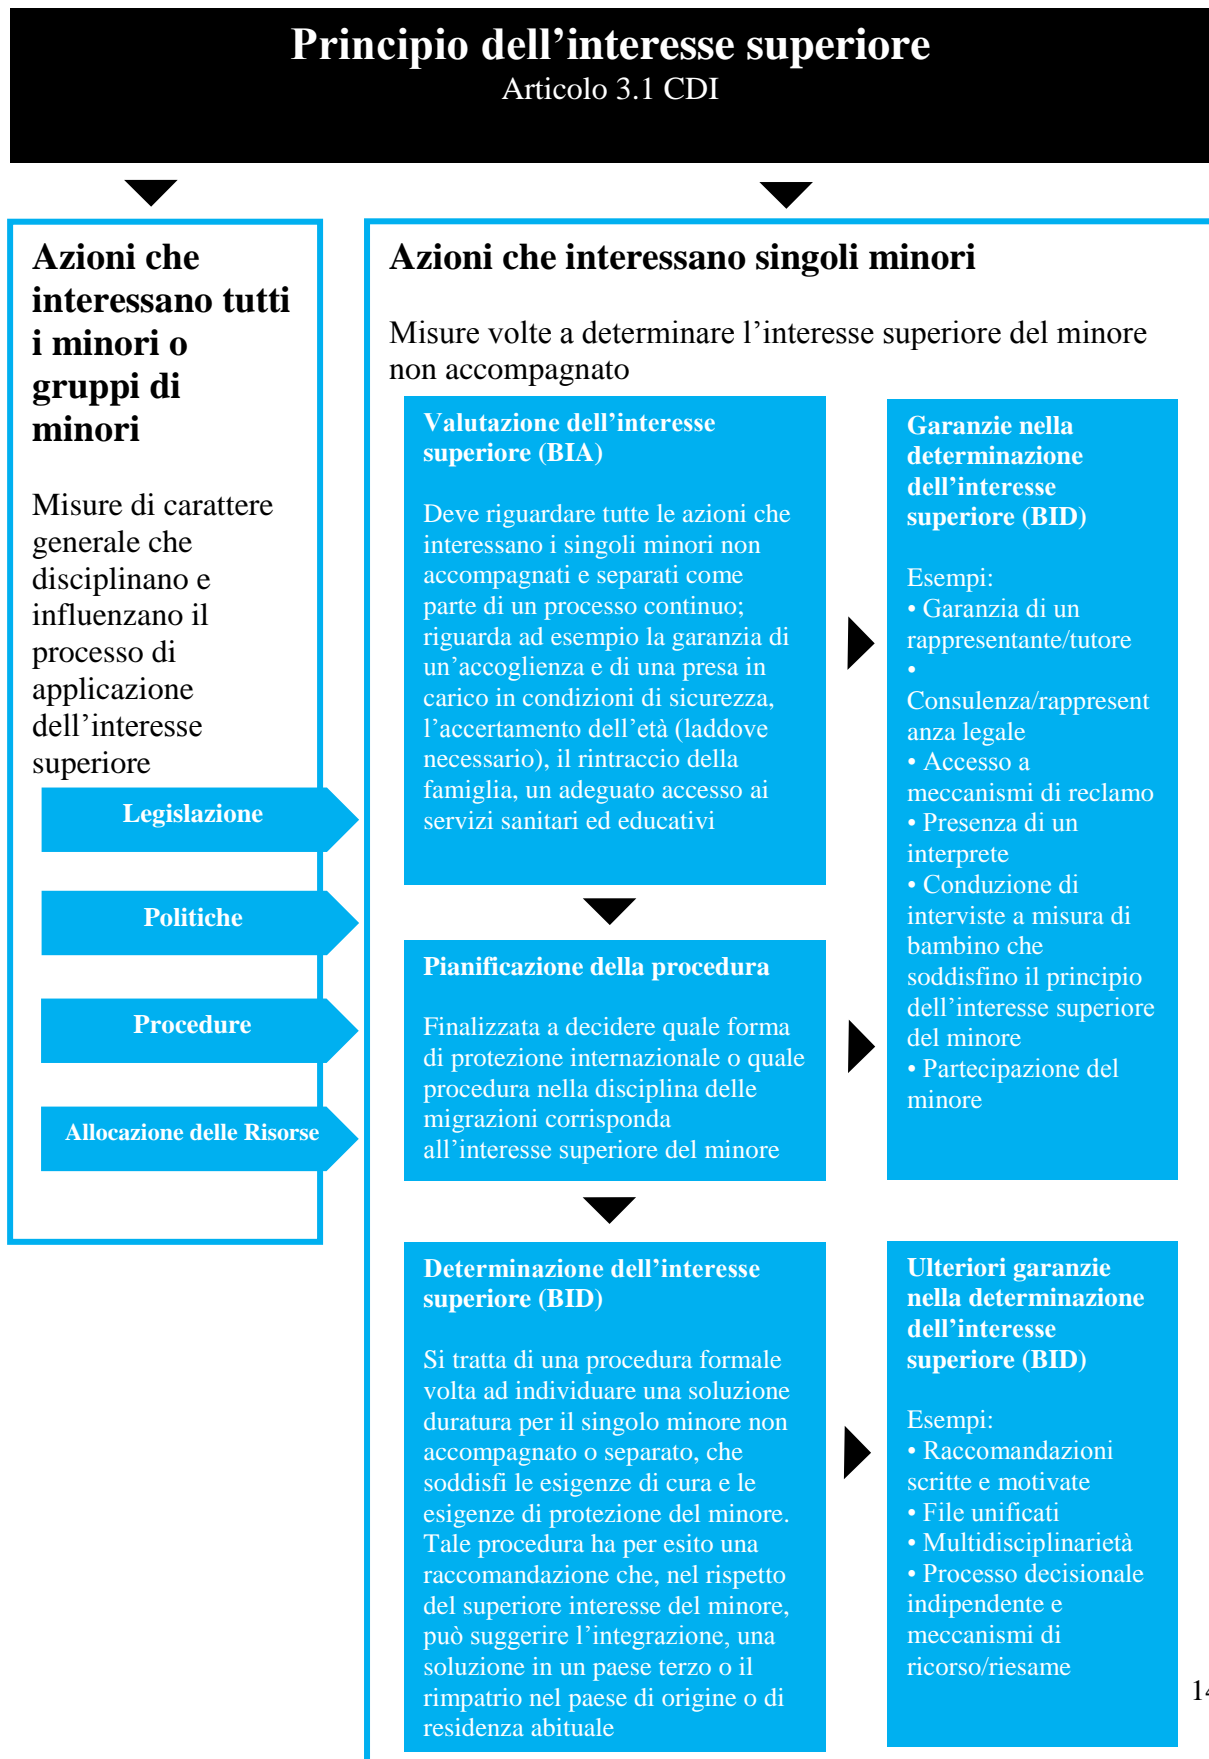 Principio dell’interesse superiore
Articolo 3.1 CDI
Azioni che
interessano tutti
i minori o
gruppi di
minori
Misure di carattere
generale che
disciplinano e
influenzano il
processo di
applicazione
dell’interesse
superiore
Legislazione
Politiche
Procedure
Allocazione delle Risorse
Azioni che interessano singoli minori
Misure volte a determinare l’interesse superiore del minore
non accompagnato
Valutazione dell’interesse
superiore (BIA)
Deve riguardare tutte le azioni che
interessano i singoli minori non
accompagnati e separati come
parte di un processo continuo;
riguarda ad esempio la garanzia di
un’accoglienza e di una presa in
carico in condizioni di sicurezza,
l’accertamento dell’età (laddove
necessario), il rintraccio della
famiglia, un adeguato accesso ai
servizi sanitari ed educativi
Garanzie nella
determinazione
dell’interesse
superiore (BID)
Esempi:
• Garanzia di un
rappresentante/tutore
•
Consulenza/rappresent
anza legale
• Accesso a
meccanismi di reclamo
• Presenza di un
interprete
• Conduzione di
interviste a misura di
bambino che
soddisfino il principio
dell’interesse superiore
del minore
• Partecipazione del
minore
Pianificazione della procedura
Finalizzata a decidere quale forma
di protezione internazionale o quale
procedura nella disciplina delle
migrazioni corrisponda
all’interesse superiore del minore
Determinazione dell’interesse
superiore (BID)
Si tratta di una procedura formale
volta ad individuare una soluzione
duratura per il singolo minore non
accompagnato o separato, che
soddisfi le esigenze di cura e le
esigenze di protezione del minore.
Tale procedura ha per esito una
raccomandazione che, nel rispetto
del superiore interesse del minore,
può suggerire l’integrazione, una
soluzione in un paese terzo o il
rimpatrio nel paese di origine o di
residenza abituale
Ulteriori garanzie
nella determinazione
dell’interesse
superiore (BID)
Esempi:
• Raccomandazioni
scritte e motivate
• File unificati
• Multidisciplinarietà
• Processo decisionale
indipendente e
meccanismi di
ricorso/riesame
14